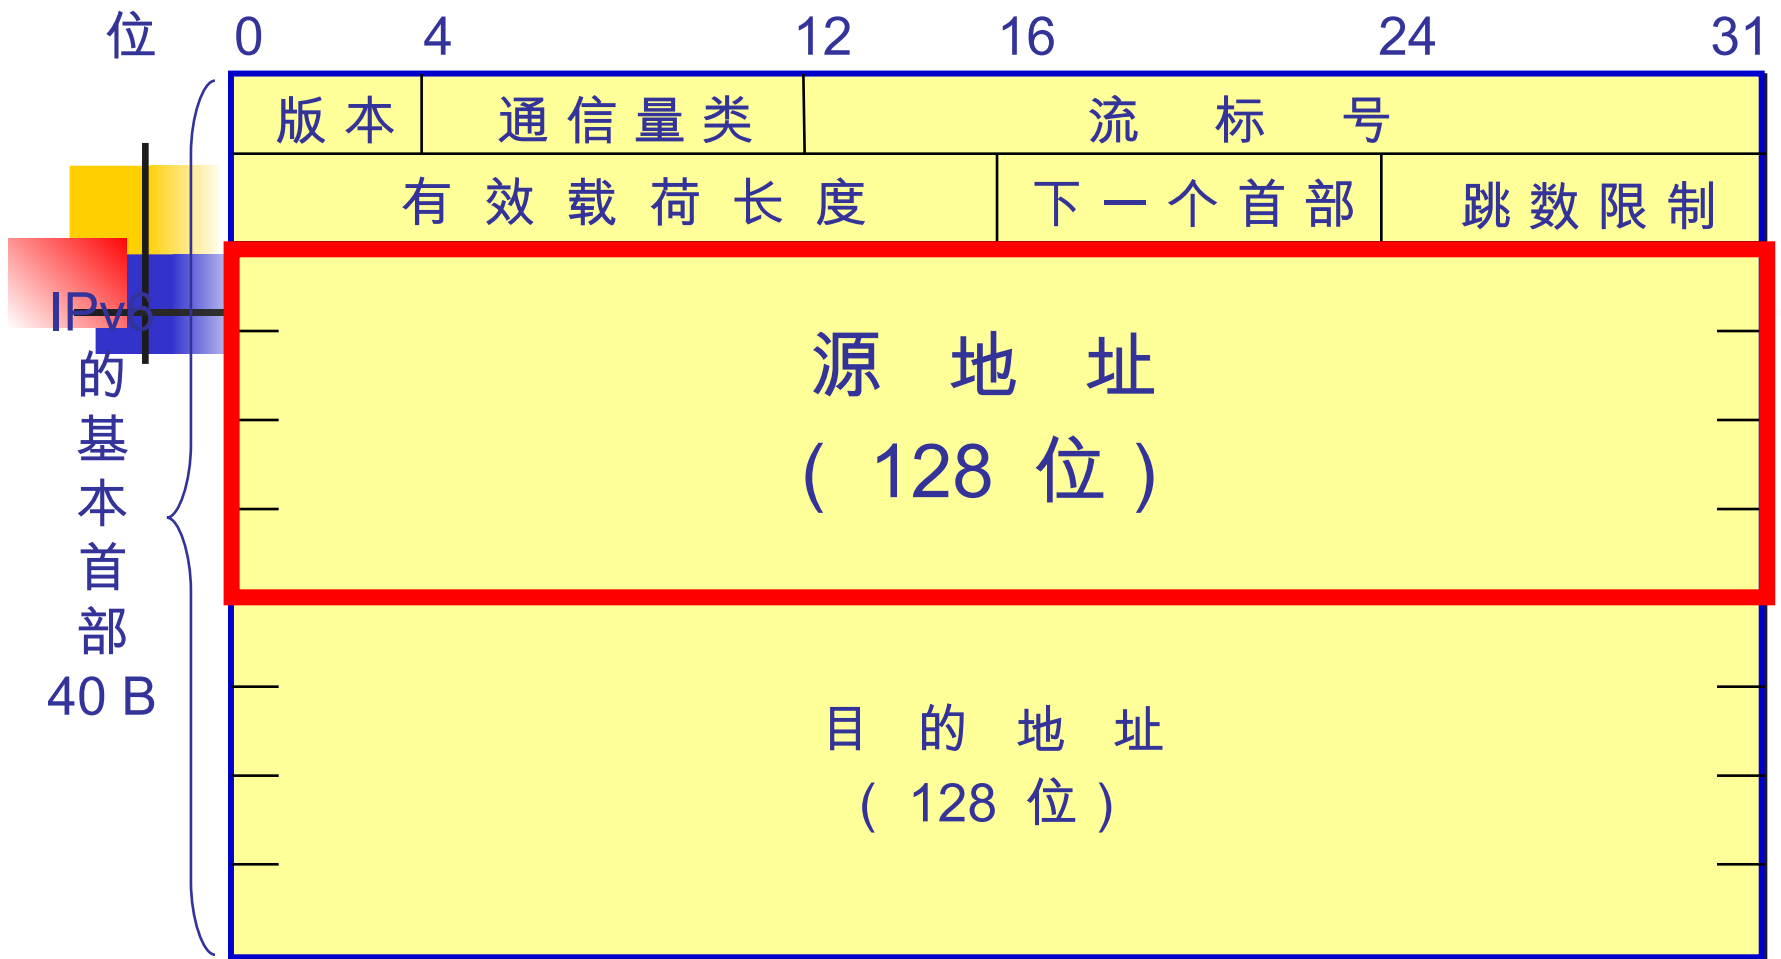 位 0 4 12 16 24 31
版本 通信量类 流标号
有效载荷长度 下一个首部 跳数限制
源地址
(128 位)
目的地址
(128 位)
IPv6
的
基
本
首
部
40 B